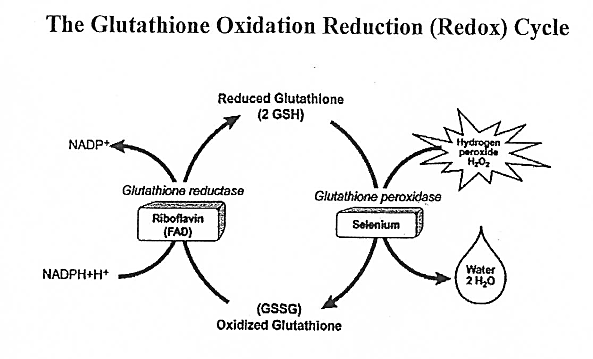 The Glutathione Oxidation Reduction (Redox) Cycle
Reduced Glutathione
(2 GSH)
NADP+
Hydrogen
peroxide
H₂O₂
Glutathione reductase
Glutathione peroxidase
Riboflavin
(FAD)
Selenium
NADPH+H+
Water
2 H₂O
(GSSG)
Oxidized Glutathione